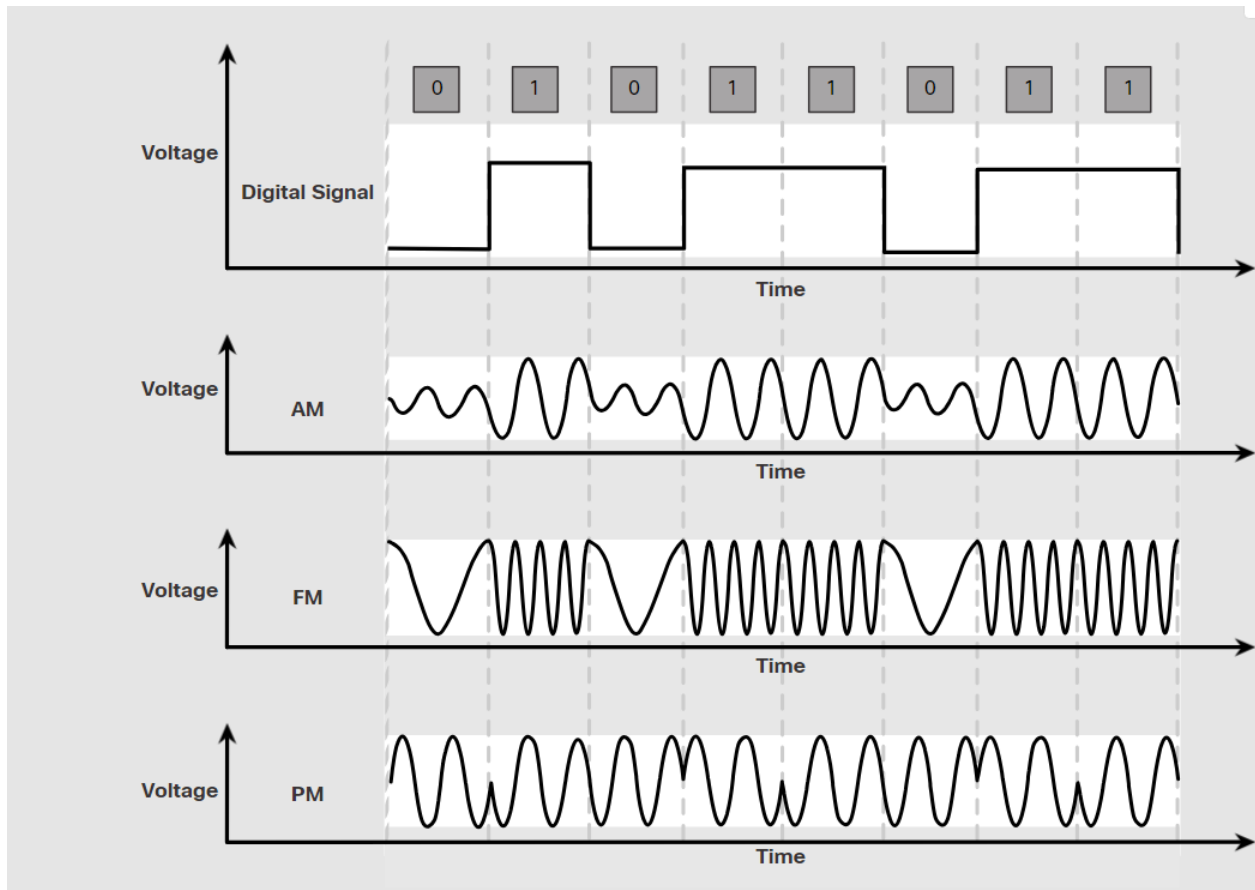 0 1 0 1 1 0 1 1
Voltage
Digital Signal
Time
Voltage
AM
Time
Voltage
FM
Time
Voltage
PM
Time